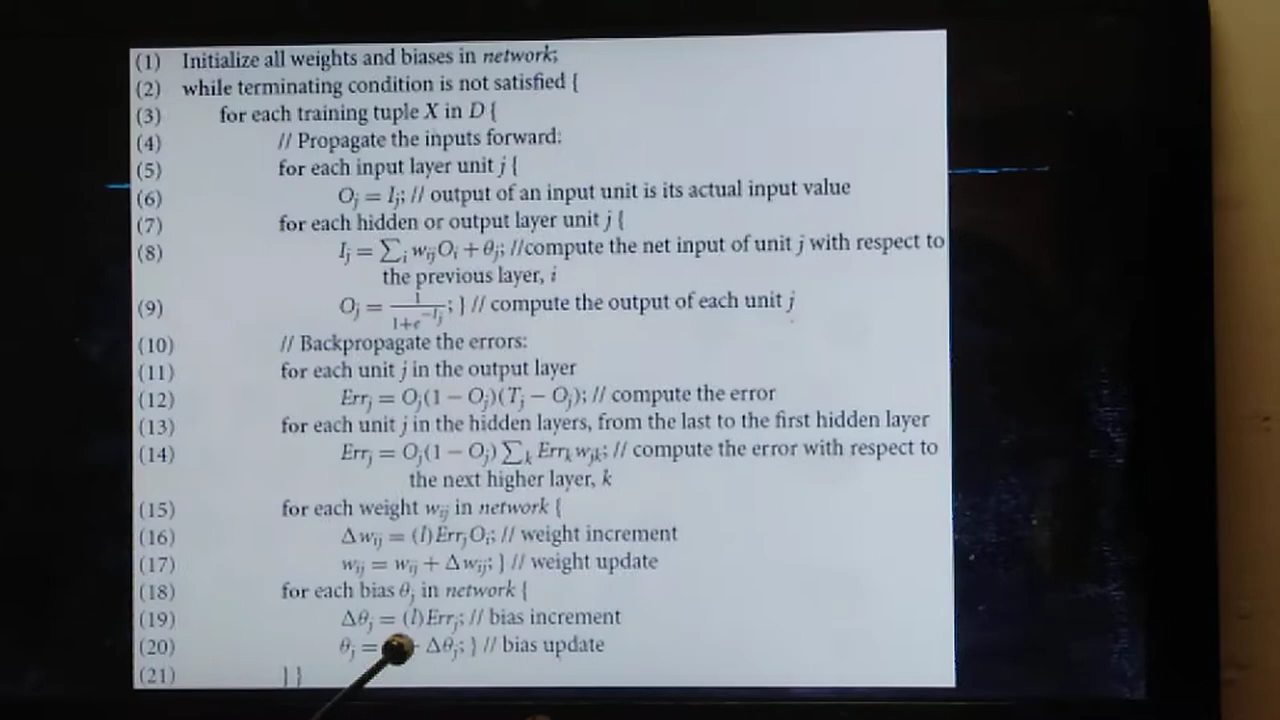 (1) Initialize all weights and biases in network;
(2) while terminating condition is not satisfied {
(3) for each training tuple X in D {
(4) // Propagate the inputs forward:
(5) for each input layer unit j {
(6) Oj = Ij; // output of an input unit is its actual input value
(7) for each hidden or output layer unit j {
(8) Ij = ∑i wijOi + θj; //compute the net input of unit j with respect to
the previous layer, i
(9) Oj = 1/(1+e^−Ij); } // compute the output of each unit j
(10) // Backpropagate the errors:
(11) for each unit j in the output layer
(12) Errj = Oj(1 − Oj)(Tj − Oj); // compute the error
(13) for each unit j in the hidden layers, from the last to the first hidden layer
(14) Errj = Oj(1 − Oj) ∑k Errk wjk; // compute the error with respect to
the next higher layer, k
(15) for each weight wij in network {
(16) Δwij = (l)ErrjOi; // weight increment
(17) wij = wij + Δwij; } // weight update
(18) for each bias θj in network {
(19) Δθj = (l)Errj; // bias increment
(20) θj = Δθj; } // bias update
(21) } }